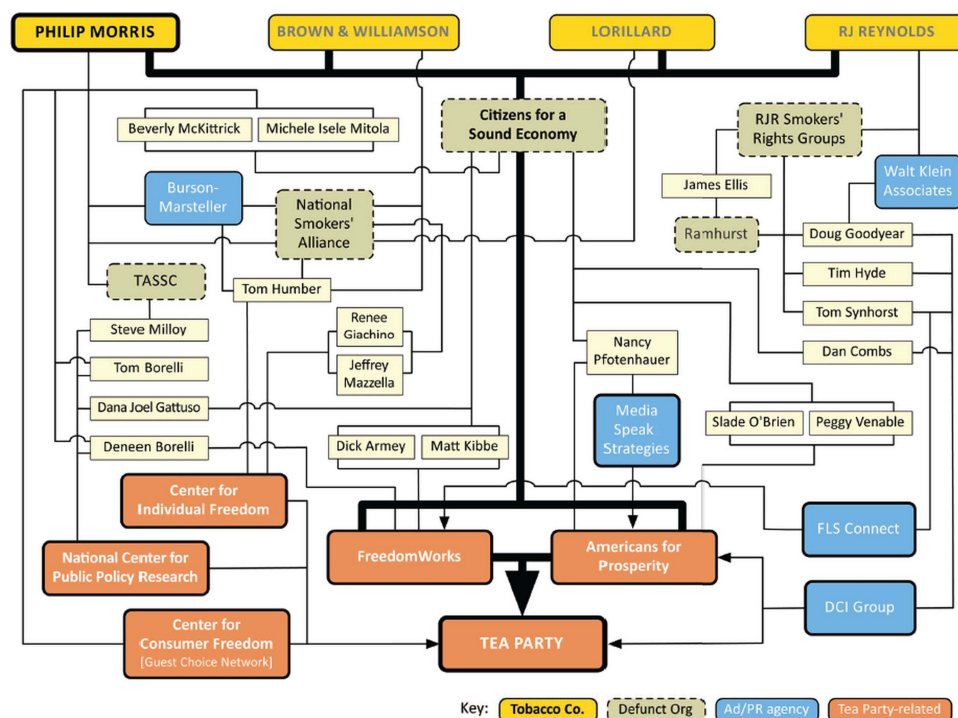 PHILIP MORRIS
BROWN & WILLIAMSON
LORILLARD
RJ REYNOLDS
Beverly McKittrick
Michele Isele Mitola
Citizens for a
Sound Economy
RJR Smokers'
Rights Groups
Walt Klein
Associates
James Ellis
Burson-
Marsteller
National
Smokers'
Alliance
Ramhurst
Doug Goodyear
TASSC
Tom Humber
Tim Hyde
Steve Milloy
Renee
Giachino
Tom Synhorst
Nancy
Pfotenhauer
Dan Combs
Tom Borelli
Jeffrey
Mazzella
Dana Joel Gattuso
Media
Speak
Strategies
Slade O'Brien
Peggy Venable
Deneen Borelli
Dick Armey
Matt Kibbe
Center for
Individual Freedom
FLS Connect
National Center for
Public Policy Research
FreedomWorks
Americans for
Prosperity
DCI Group
Center for
Consumer Freedom
[Guest Choice Network]
TEA PARTY
Key:
Tobacco Co.
Defunct Org
Ad/PR agency
Tea Party-related